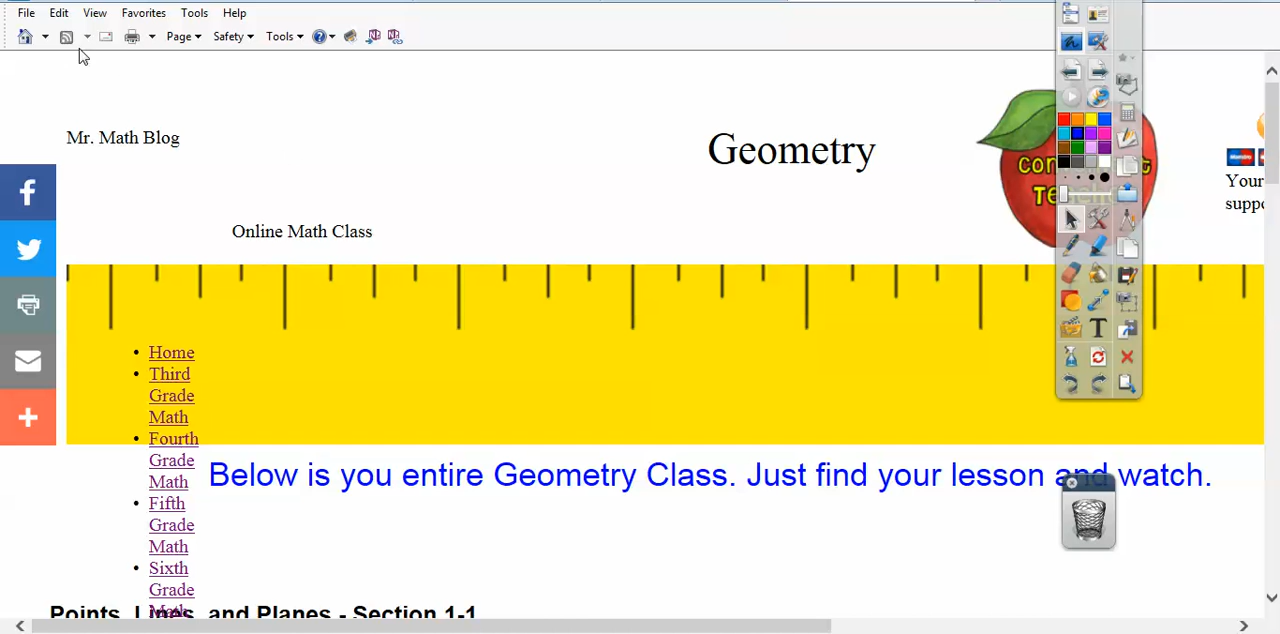 File Edit View Favorites Tools Help
Page Safety Tools
Mr. Math Blog
Geometry
Online Math Class
Your
Home
Third
Grade
Math
Fourth
Grade
Math
Fifth
Grade
Math
Sixth
Grade
Math
Below is you entire Geometry Class. Just find your lesson and watch.
Points, Lines, and Planes - Section 1-1